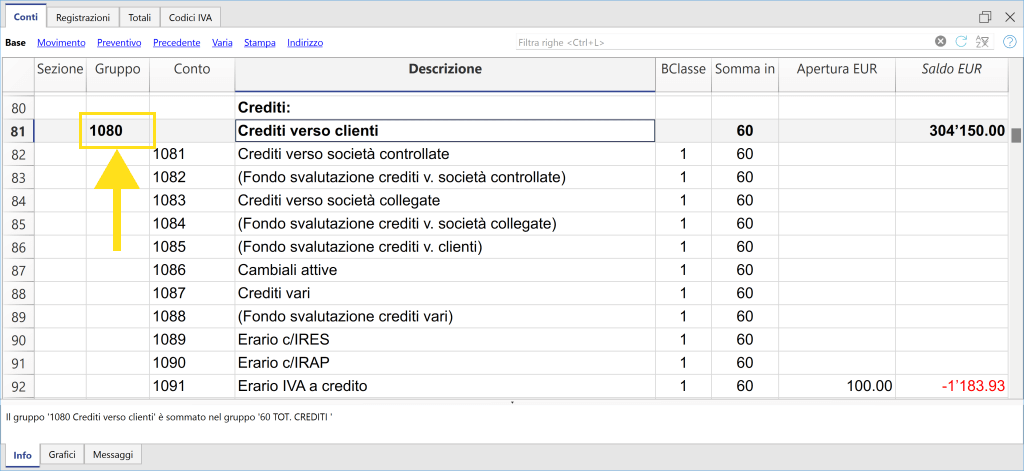 Conti Registrazioni Totali Codici IVA
Base Movimento Preventivo Precedente Varia Stampa Indirizzo Filtra righe <Ctrl+L>
Sezione Gruppo Conto Descrizione BClasse Somma in Apertura EUR Saldo EUR
80 Crediti:
81 1080 Crediti verso clienti 60 304'150.00
82 1081 Crediti verso società controllate 1 60
83 1082 (Fondo svalutazione crediti v. società controllate) 1 60
84 1083 Crediti verso società collegate 1 60
85 1084 (Fondo svalutazione crediti v. società collegate) 1 60
86 1085 (Fondo svalutazione crediti v. clienti) 1 60
87 1086 Cambiali attive 1 60
88 1087 Crediti vari 1 60
89 1088 (Fondo svalutazione crediti vari) 1 60
90 1089 Erario c/IRES 1 60
91 1090 Erario c/IRAP 1 60
92 1091 Erario IVA a credito 1 60 100.00 -1'183.93
Il gruppo '1080 Crediti verso clienti' è sommato nel gruppo '60 TOT. CREDITI '
Info Grafici Messaggi